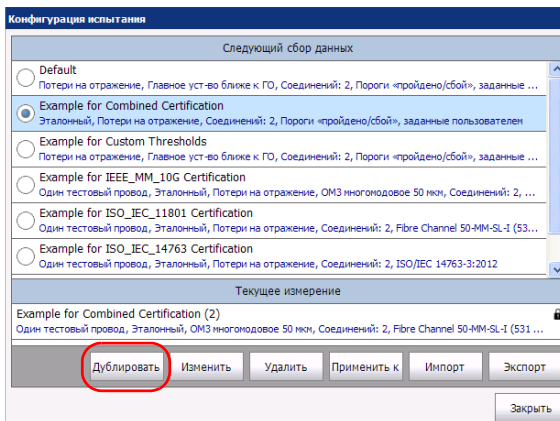 Конфигурация испытания
Следующий сбор данных
Default
Потери на отражение, Главное уст-во ближе к ГО, Соединений: 2, Пороги «пройдено/сбой», заданные ...
Example for Combined Certification
Эталонный, Потери на отражение, Соединений: 2, Пороги «пройдено/сбой», заданные пользователем
Example for Custom Thresholds
Потери на отражение, Главное уст-во ближе к ГО, Соединений: 2, Пороги «пройдено/сбой», заданные ...
Example for IEEE_MM_10G Certification
Один тестовый провод, Эталонный, Потери на отражение, OM3 многомодовое 50 мкм, Соединений: 2, ...
Example for ISO_IEC_11801 Certification
Один тестовый провод, Эталонный, Потери на отражение, Соединений: 2, Fibre Channel 50-MM-SL-I (53...
Example for ISO_IEC_14763 Certification
Один тестовый провод, Эталонный, Потери на отражение, Соединений: 2, ISO/IEC 14763-3:2012
Текущее измерение
Example for Combined Certification (2)
Один тестовый провод, Эталонный, OM3 многомодовое 50 мкм, Соединений: 2, Fibre Channel 50-MM-SL-I (531 ...
Дублировать Изменить Удалить Применить к Импорт Экспорт
Закрыть